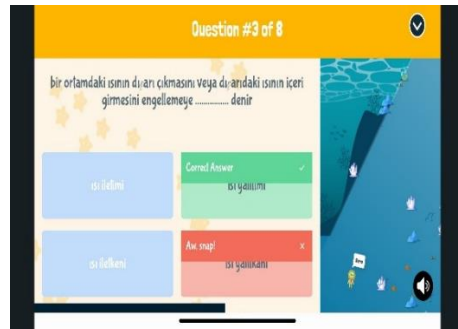 Question #3 of 8
bir ortamdaki ısının dışarı çıkmasını veya dışarıdaki ısının içeri
girmesini engellemeye .............. denir
ısı iletimi
Correct Answer
ısı yalıtımı
ısı iletkeni
Aw, snap!
ısı yalıtkanı